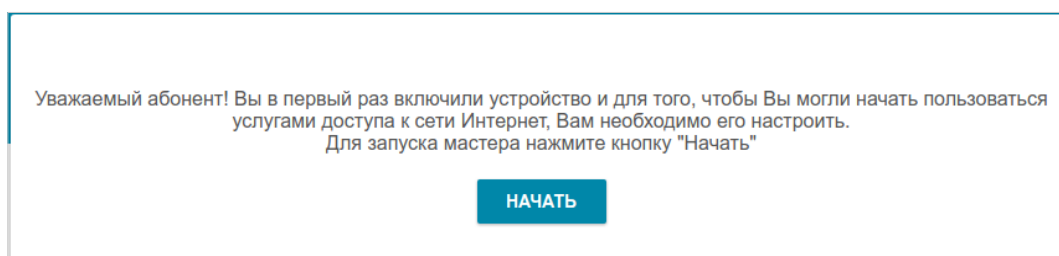 Уважаемый абонент! Вы в первый раз включили устройство и для того, чтобы Вы могли начать пользоваться
услугами доступа к сети Интернет, Вам необходимо его настроить.
Для запуска мастера нажмите кнопку "Начать"
НАЧАТЬ